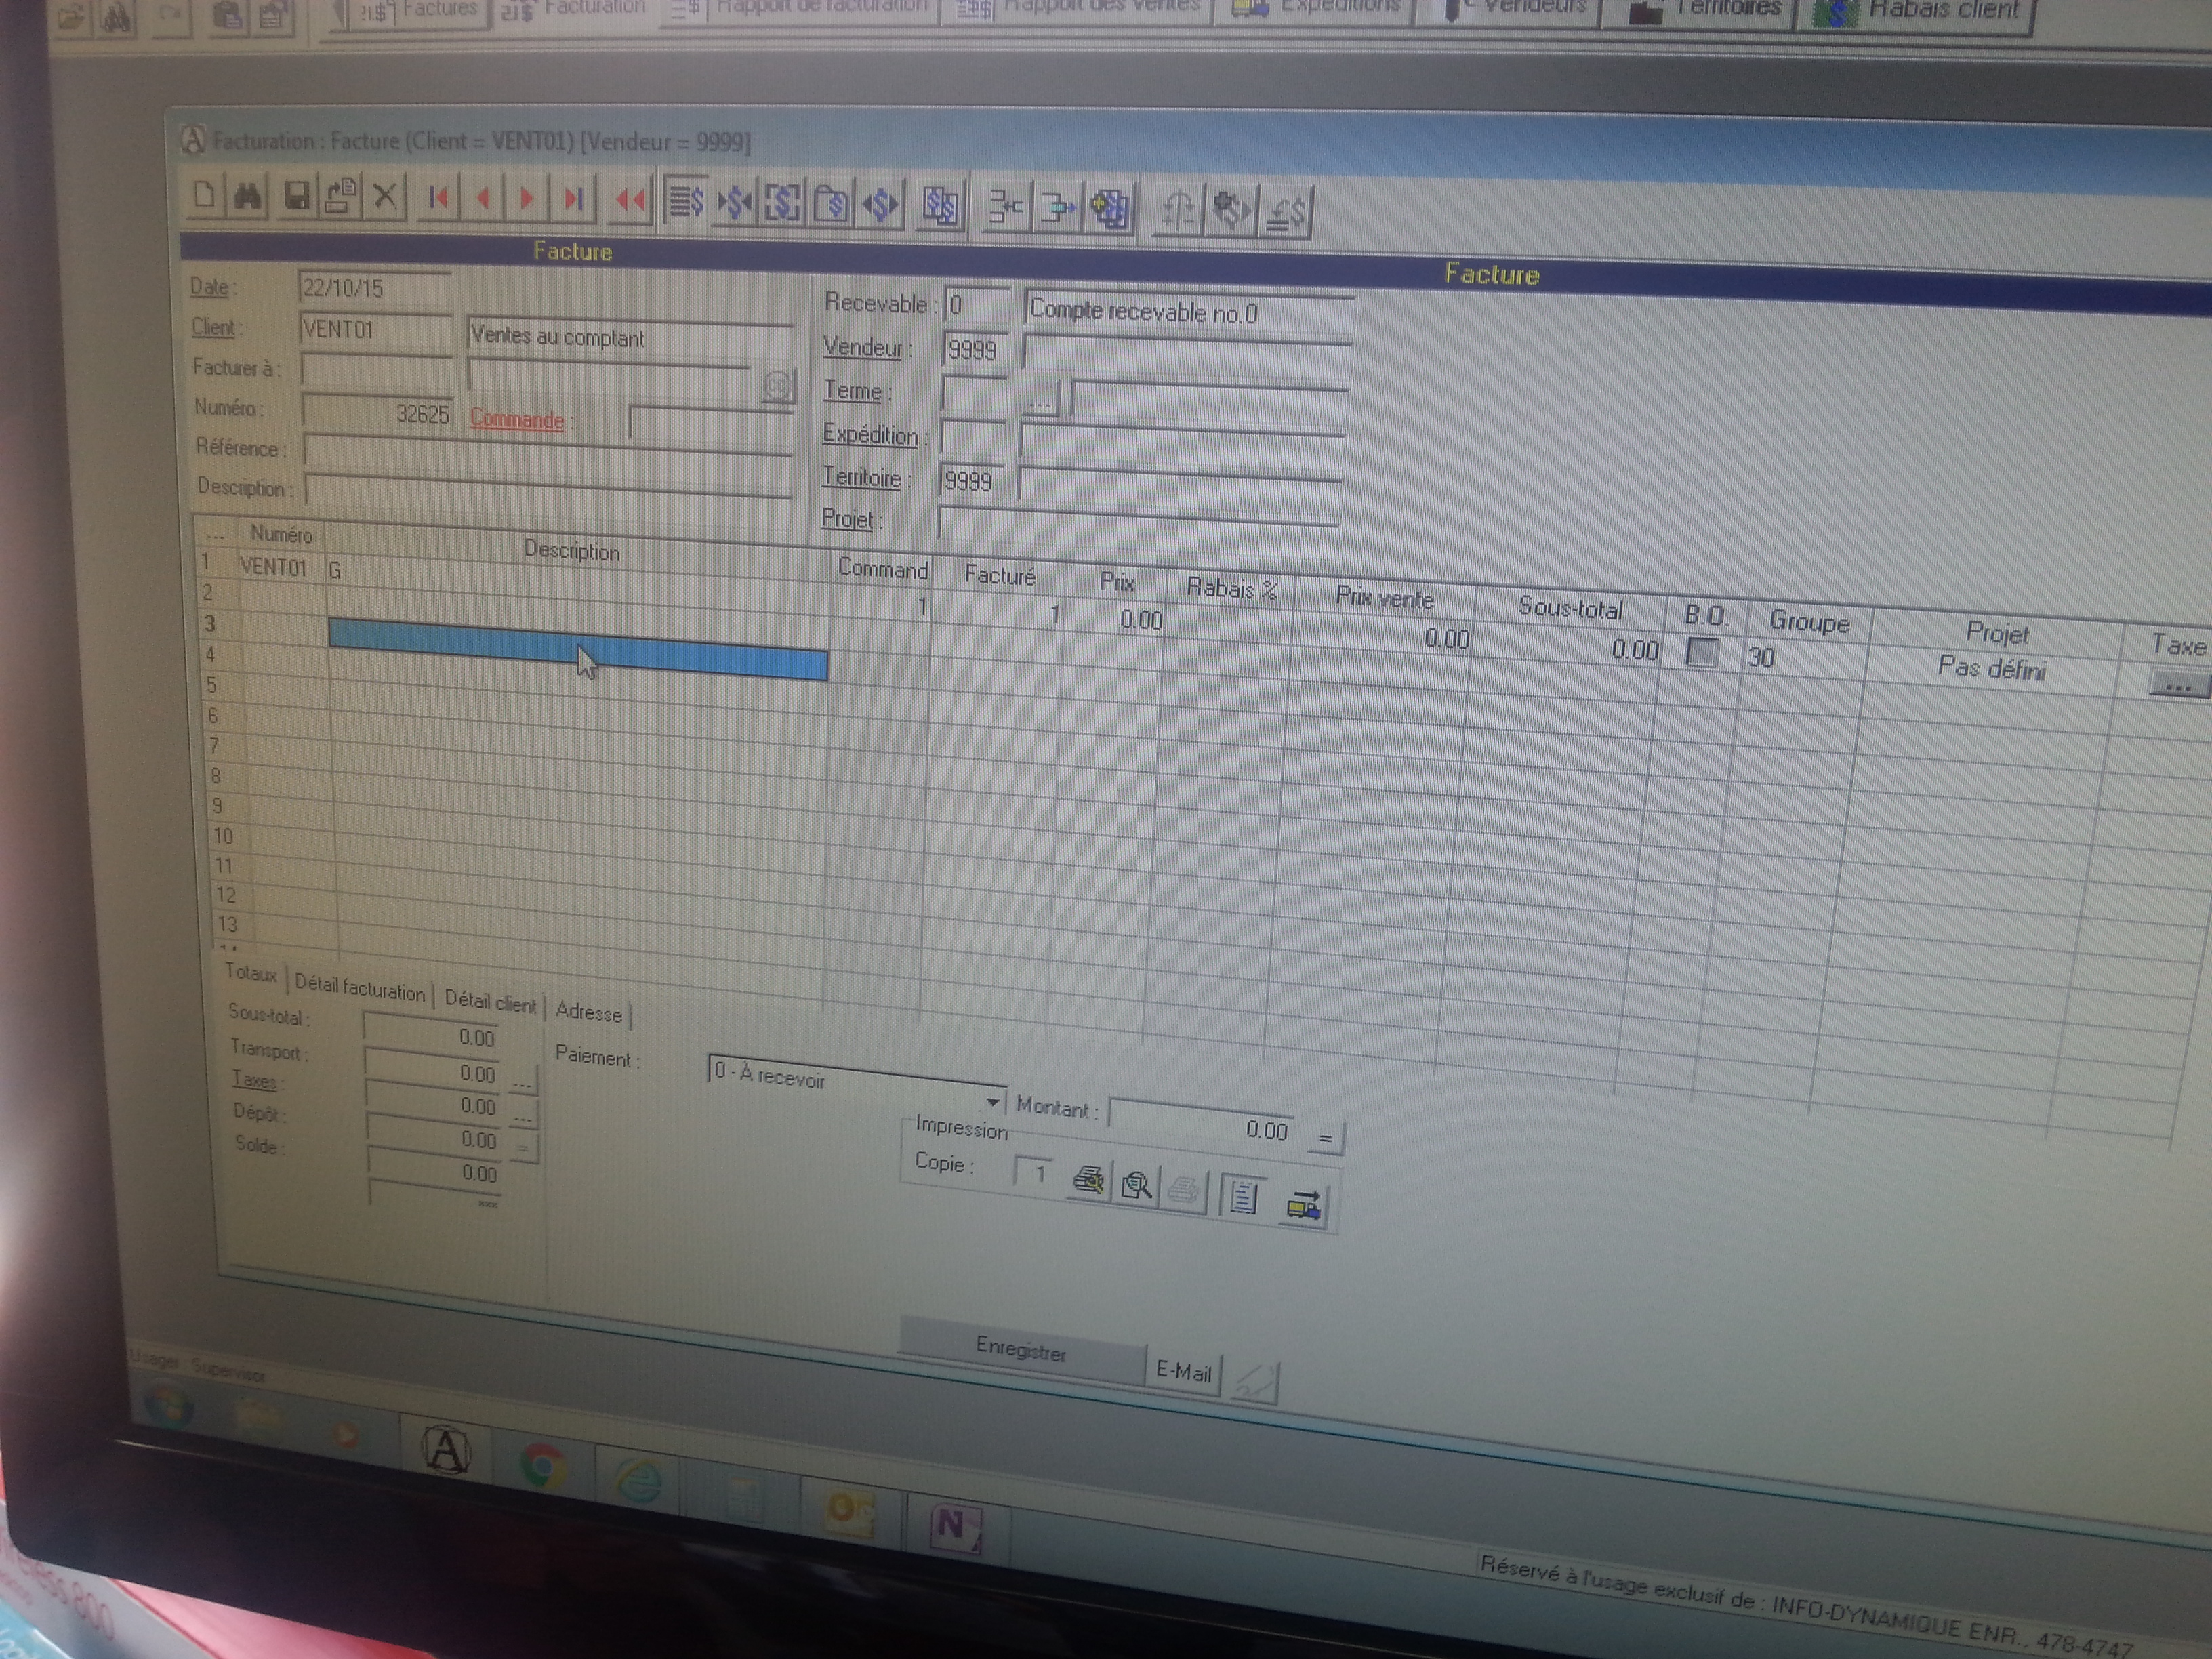 Factures Facturation Rapport de facturation Rapport des ventes Expéditions Vendeurs Territoires Rabais client
Facturation : Facture (Client = VENT01) [Vendeur = 9999]
Facture Facture
Date : 22/10/15
Client : VENT01 Ventes au comptant
Facturer à :
Numéro : 32625 Commande :
Référence :
Description :
Recevable : 0 Compte recevable no.0
Vendeur : 9999
Terme : ...
Expédition :
Territoire : 9999
Projet :
... Numéro Description Command Facturé Prix Rabais % Prix vente Sous-total B.O. Groupe Projet Taxe
1 VENT01 G 1 1 0.00 0.00 0.00 30 Pas défini ...
2
3
4
5
6
7
8
9
10
11
12
13
Totaux Détail facturation Détail client Adresse
Sous-total : 0.00
Transport : 0.00 ...
Taxes : 0.00 ...
Dépôt : 0.00 =
Solde : 0.00
Paiement : 0 - À recevoir Montant : 0.00 =
Impression
Copie : 1
Enregistrer E-Mail
Usager : Supervisor
Réservé à l'usage exclusif de : INFO-DYNAMIQUE ENR., 478-4747
800